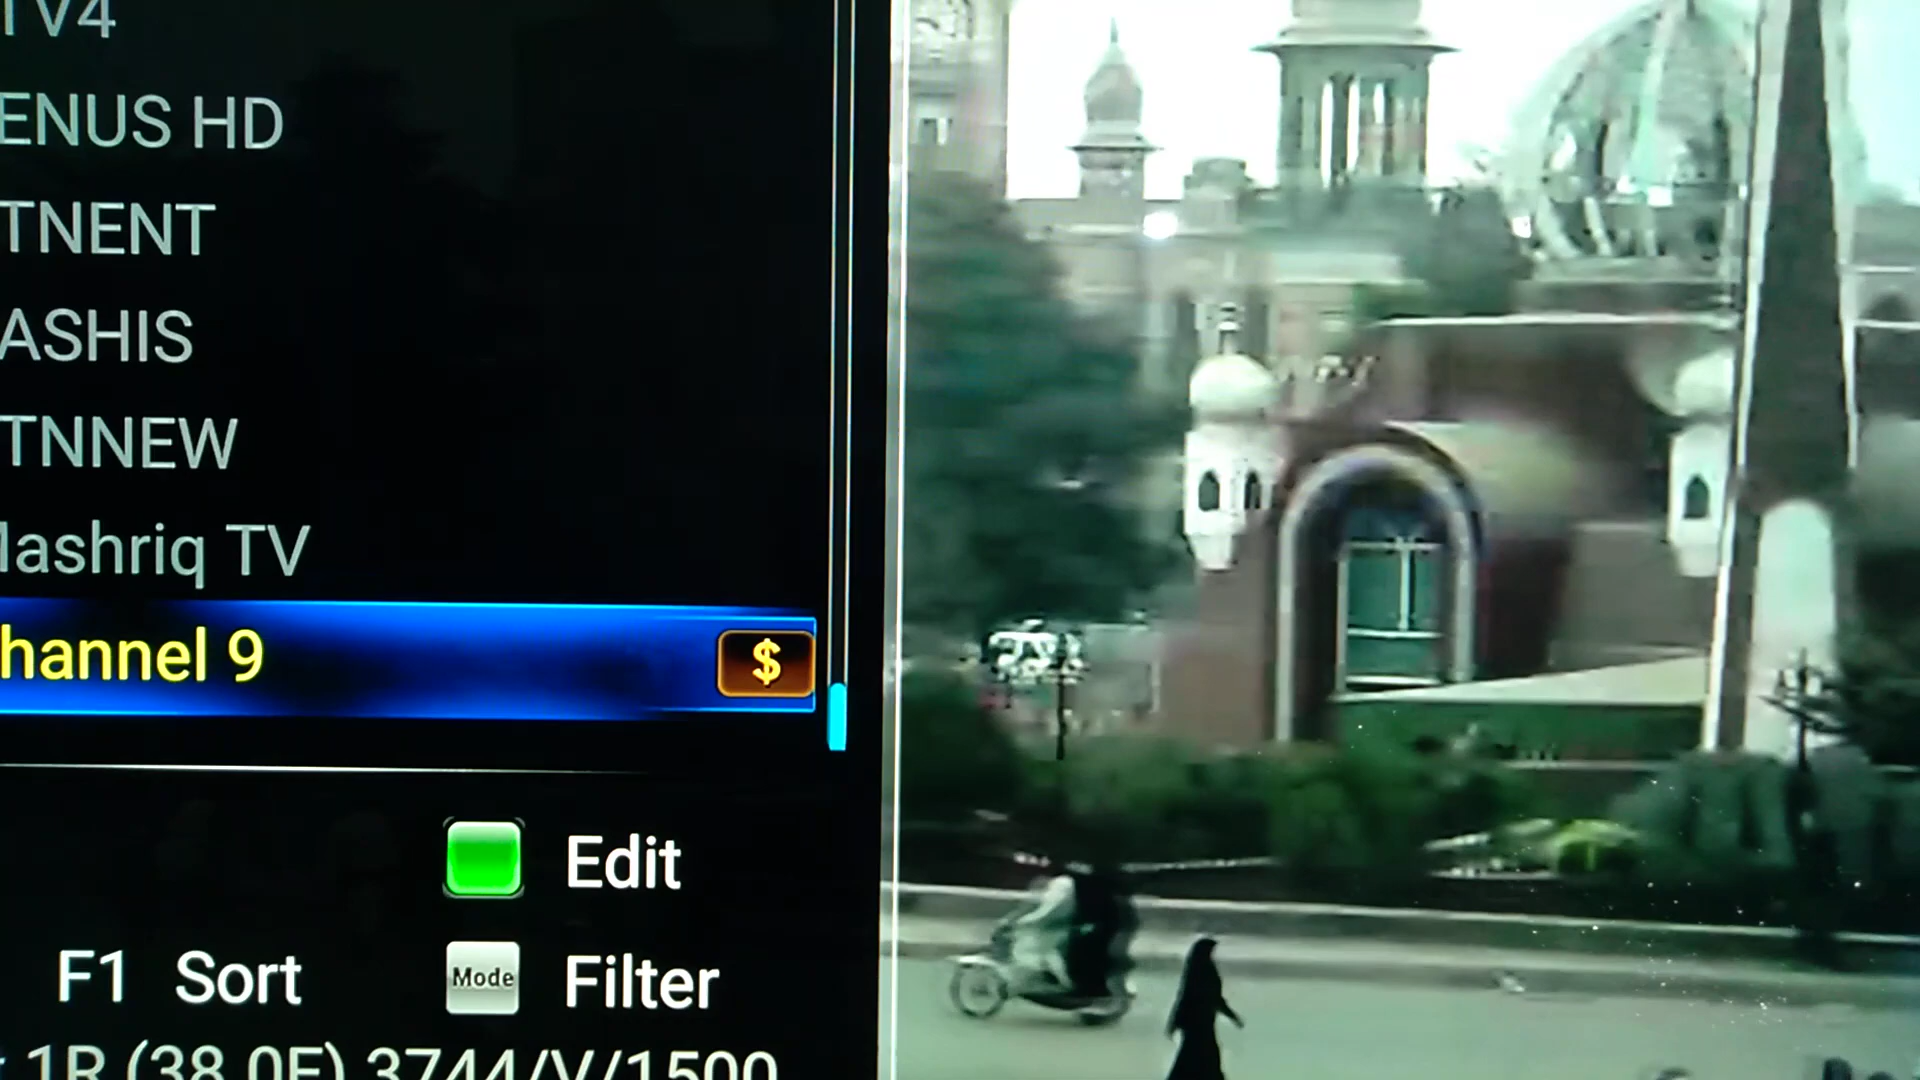 TV4
ENUS HD
TNENT
ASHIS
TNNEW
Mashriq TV
hannel 9
$
Edit
F1 Sort
Mode Filter
1R (38.0E) 3744/V/1500